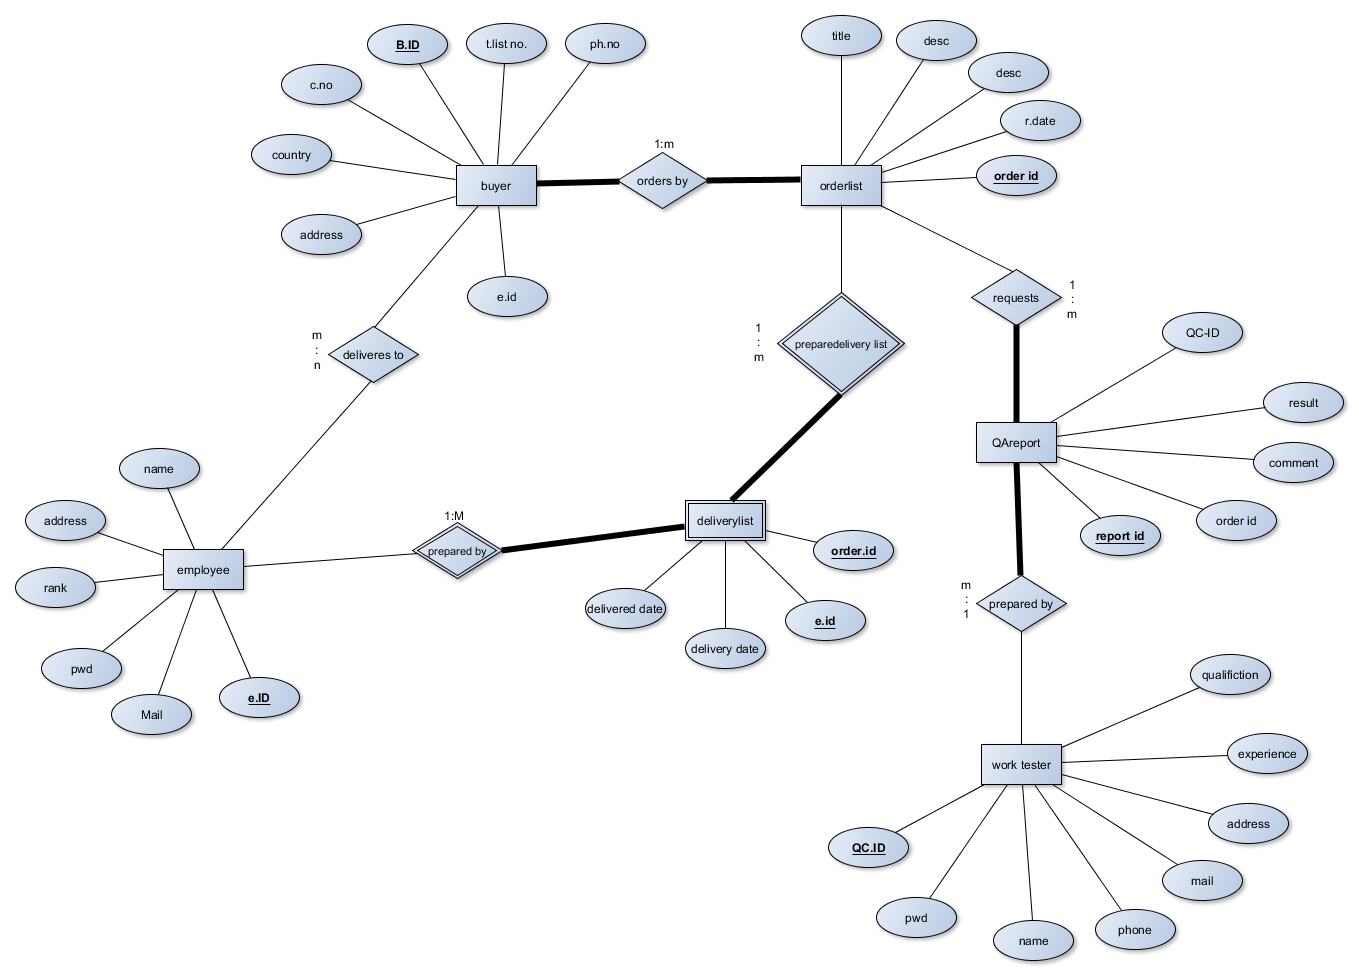 title
desc
B.ID
t.list no.
ph.no
desc
c.no
r.date
1:m
country
order id
buyer
orders by
orderlist
address
e.id
requests
1
:
m
m
:
n
deliveres to
1
:
m
preparedelivery list
QC-ID
result
QAreport
comment
name
address
1:M
deliverylist
order id
report id
prepared by
order.id
employee
rank
delivered date
e.id
m
:
1
prepared by
delivery date
pwd
Mail
e.ID
qualifiction
experience
work tester
address
QC.ID
mail
pwd
name
phone